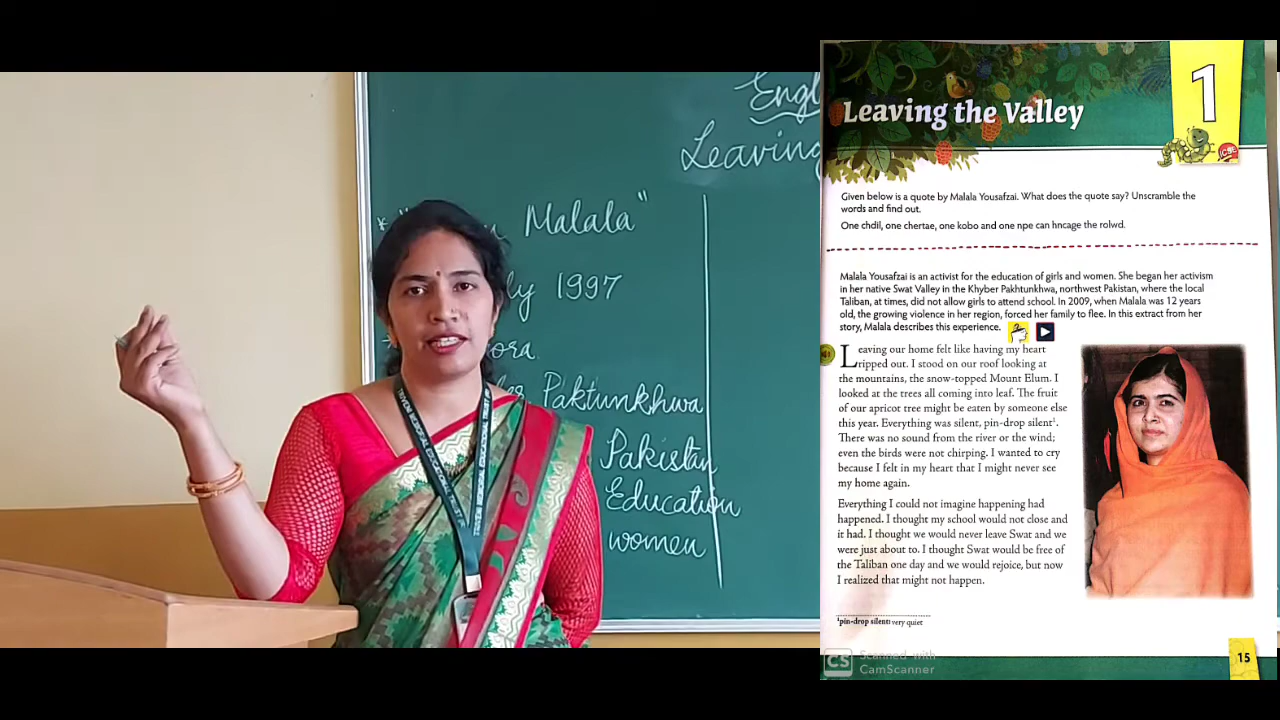 Engl
Leaving
* " Malala"
ly 1997
ora.
Paktunkhwa
Pakistan
Education
women
Leaving the Valley
1
ICSE
Given below is a quote by Malala Yousafzai. What does the quote say? Unscramble the
words and find out.
One chdil, one chertae, one kobo and one npe can hncage the rolwd.
Malala Yousafzai is an activist for the education of girls and women. She began her activism
in her native Swat Valley in the Khyber Pakhtunkhwa, northwest Pakistan, where the local
Taliban, at times, did not allow girls to attend school. In 2009, when Malala was 12 years
old, the growing violence in her region, forced her family to flee. In this extract from her
story, Malala describes this experience.
Leaving our home felt like having my heart
ripped out. I stood on our roof looking at
the mountains, the snow-topped Mount Elum. I
looked at the trees all coming into leaf. The fruit
of our apricot tree might be eaten by someone else
this year. Everything was silent, pin-drop silent¹.
There was no sound from the river or the wind;
even the birds were not chirping. I wanted to cry
because I felt in my heart that I might never see
my home again.
Everything I could not imagine happening had
happened. I thought my school would not close and
it had. I thought we would never leave Swat and we
were just about to. I thought Swat would be free of
the Taliban one day and we would rejoice, but now
I realized that might not happen.
¹pin-drop silent: very quiet
CS Scanned with
CamScanner
15